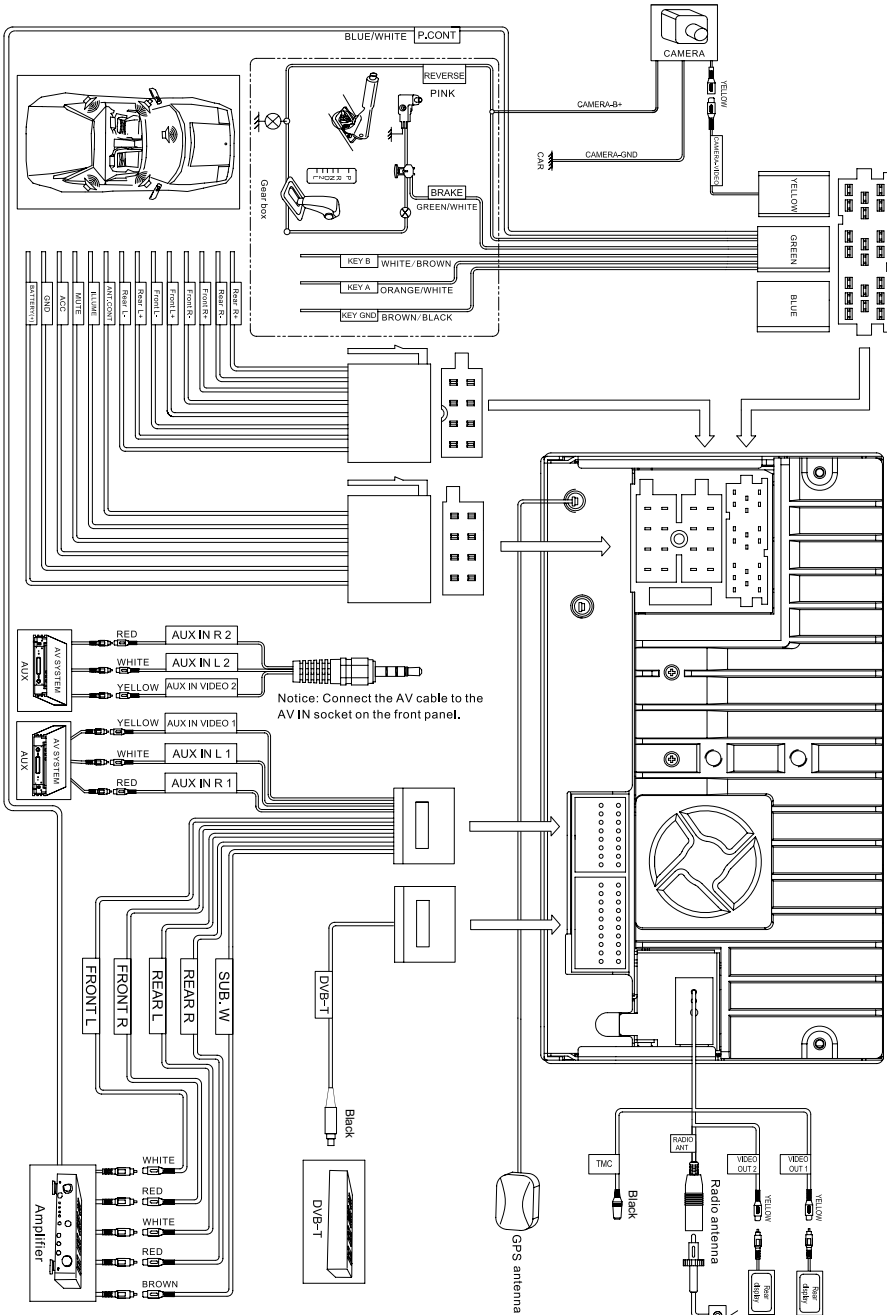 BLUE/WHITE P.CONT
CAMERA
YELLOW
CAMERA-VIDEO
CAMERA-B+
CAMERA-GND
CAR
REVERSE
PINK
P R N D 2 L
BRAKE
GREEN/WHITE
Gear box
KEY B WHITE/BROWN
KEY A ORANGE/WHITE
KEY GND BROWN/BLACK
YELLOW
GREEN
BLUE
BATTERY(+)
GND
ACC
MUTE
ILLUME
ANT.CONT
Rear L-
Rear L+
Front L-
Front L+
Front R-
Front R+
Rear R-
Rear R+
AV SYSTEM
AUX
RED AUX IN R 2
WHITE AUX IN L 2
YELLOW AUX IN VIDEO 2
Notice: Connect the AV cable to the
AV IN socket on the front panel.
AV SYSTEM
AUX
YELLOW AUX IN VIDEO 1
WHITE AUX IN L 1
RED AUX IN R 1
FRONT L
FRONT R
REAR L
REAR R
SUB. W
DVB-T
Black
DVB-T
WHITE
RED
WHITE
RED
BROWN
Amplifier
GPS antenna
TMC
Black
RADIO
ANT
Radio antenna
VIDEO
OUT 2
YELLOW
Rear
display
VIDEO
OUT 1
YELLOW
Rear
display